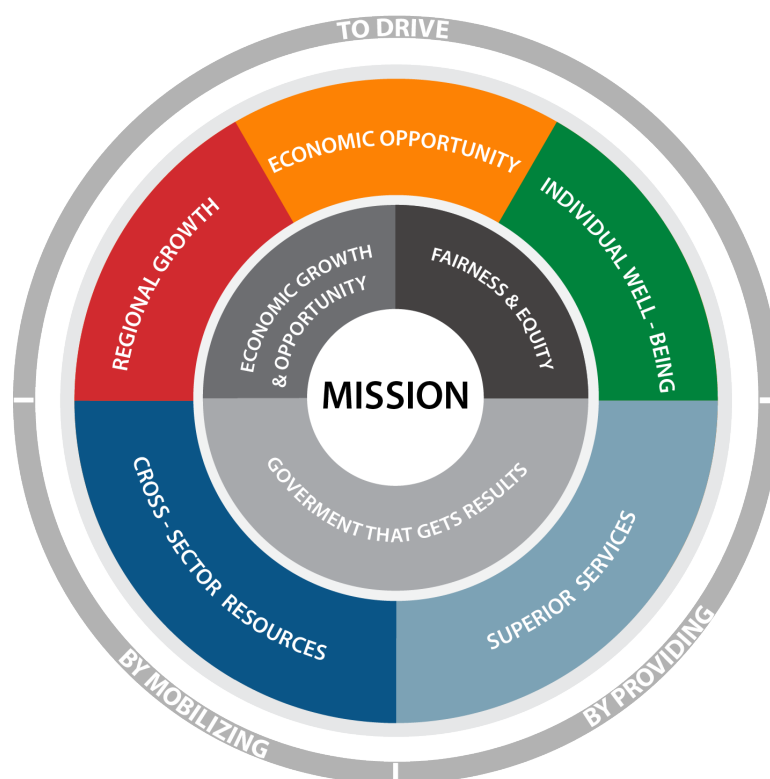 TO DRIVE
ECONOMIC OPPORTUNITY
REGIONAL GROWTH
INDIVIDUAL WELL - BEING
ECONOMIC GROWTH
& OPPORTUNITY
FAIRNESS & EQUITY
MISSION
GOVERMENT THAT GETS RESULTS
CROSS - SECTOR RESOURCES
SUPERIOR SERVICES
BY MOBILIZING
BY PROVIDING